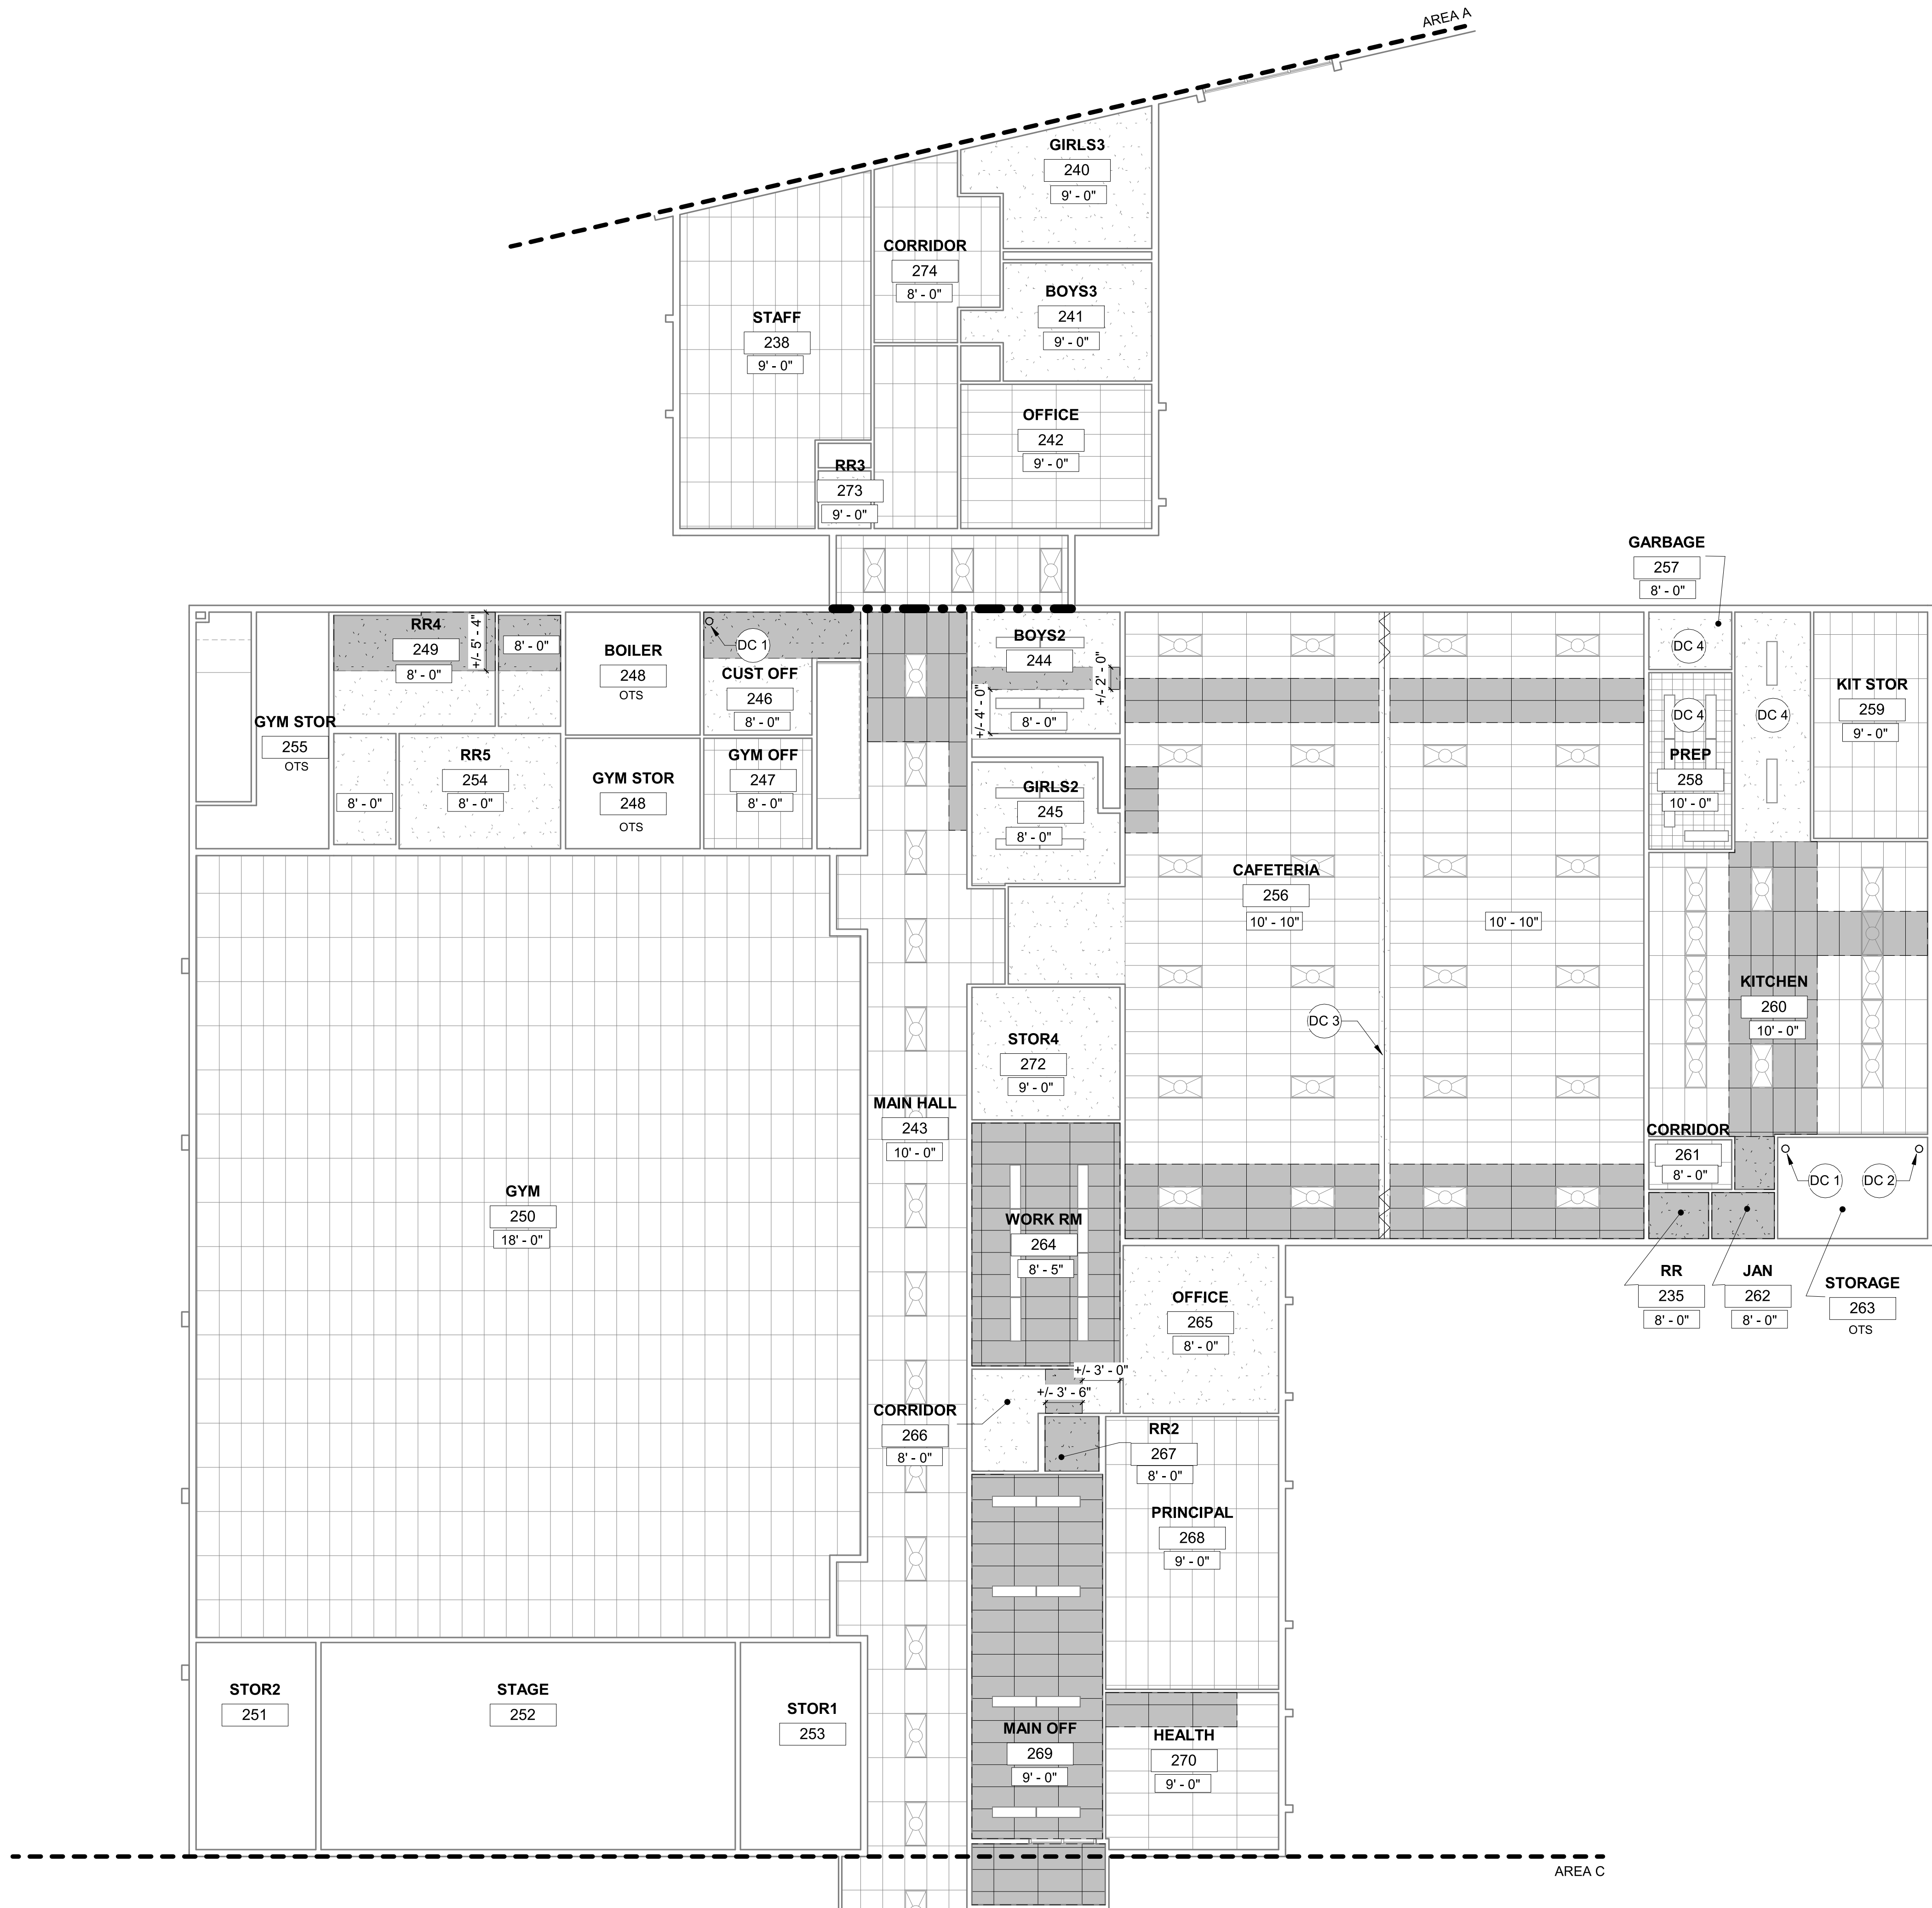 AREA A
GIRLS3
240
9' - 0"
CORRIDOR
274
8' - 0"
BOYS3
241
9' - 0"
STAFF
238
9' - 0"
OFFICE
242
9' - 0"
RR3
273
9' - 0"
GARBAGE
257
8' - 0"
RR4
249
8' - 0"
+/- 5' - 4"
8' - 0"
BOILER
248
OTS
DC 1
CUST OFF
246
8' - 0"
BOYS2
244
+/- 2' - 0"
+/- 4' - 0"
8' - 0"
DC 4
DC 4
DC 4
KIT STOR
259
9' - 0"
GYM STOR
255
OTS
RR5
254
8' - 0"
8' - 0"
GYM STOR
248
OTS
GYM OFF
247
8' - 0"
GIRLS2
245
8' - 0"
PREP
258
10' - 0"
CAFETERIA
256
10' - 10"
10' - 10"
KITCHEN
260
10' - 0"
DC 3
STOR4
272
9' - 0"
MAIN HALL
243
10' - 0"
CORRIDOR
261
8' - 0"
DC 1
DC 2
GYM
250
18' - 0"
WORK RM
264
8' - 5"
OFFICE
265
8' - 0"
RR
235
8' - 0"
JAN
262
8' - 0"
STORAGE
263
OTS
+/- 3' - 0"
+/- 3' - 6"
CORRIDOR
266
8' - 0"
RR2
267
8' - 0"
PRINCIPAL
268
9' - 0"
STOR2
251
STAGE
252
STOR1
253
MAIN OFF
269
9' - 0"
HEALTH
270
9' - 0"
AREA C